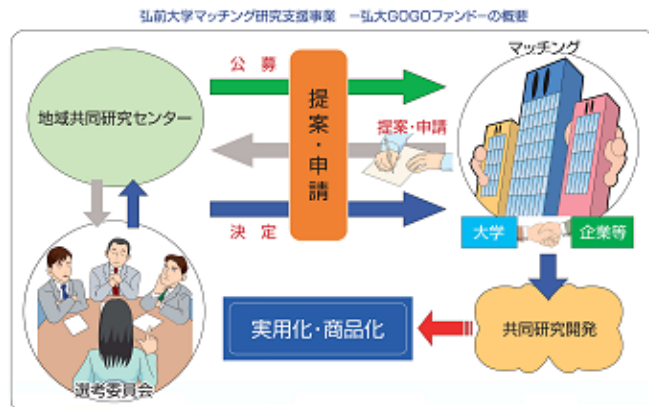 弘前大学マッチング研究支援事業 －弘大GOGOファンド－の概要
マッチング
公募
地域共同研究センター
提案・申請
提案・申請
決定
大学
企業等
実用化・商品化
共同研究開発
選考委員会